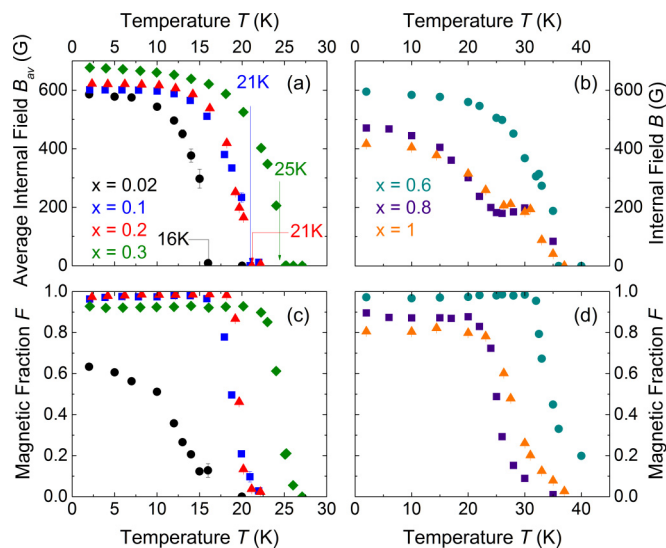 Temperature T (K)
Temperature T (K)
0 5 10 15 20 25 30
0 10 20 30 40
Average Internal Field Bav (G)
600
400
200
0
(a)
21K
25K
21K
16K
x = 0.02
x = 0.1
x = 0.2
x = 0.3
(b)
x = 0.6
x = 0.8
x = 1
600
400
200
0
Internal Field B (G)
Magnetic Fraction F
1.0
0.8
0.6
0.4
0.2
0.0
(c)
(d)
1.0
0.8
0.6
0.4
0.2
0.0
Magnetic Fraction F
0 5 10 15 20 25 30
0 10 20 30 40
Temperature T (K)
Temperature T (K)